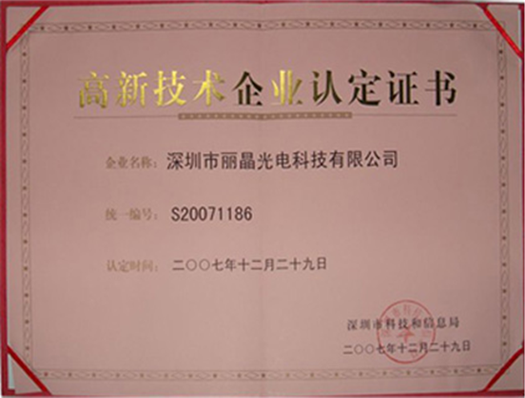 高新技术企业认定证书
企业名称：深圳市丽晶光电科技有限公司
统一编号：S20071186
认定时间：二〇〇七年十二月二十九日
深圳市科技和信息局
二〇〇七年十二月二十九日